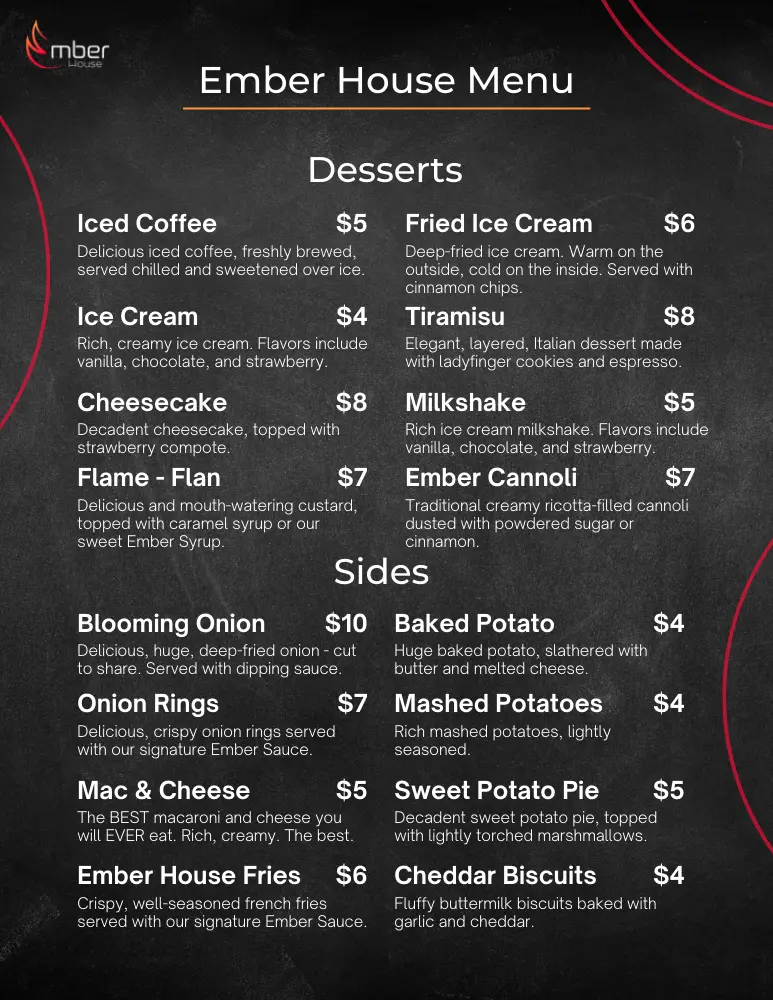 mber
House
Ember House Menu
Desserts
Iced Coffee $5
Delicious iced coffee, freshly brewed,
served chilled and sweetened over ice.
Fried Ice Cream $6
Deep-fried ice cream. Warm on the
outside, cold on the inside. Served with
cinnamon chips.
Ice Cream $4
Rich, creamy ice cream. Flavors include
vanilla, chocolate, and strawberry.
Tiramisu $8
Elegant, layered, Italian dessert made
with ladyfinger cookies and espresso.
Cheesecake $8
Decadent cheesecake, topped with
strawberry compote.
Milkshake $5
Rich ice cream milkshake. Flavors include
vanilla, chocolate, and strawberry.
Flame - Flan $7
Delicious and mouth-watering custard,
topped with caramel syrup or our
sweet Ember Syrup.
Ember Cannoli $7
Traditional creamy ricotta-filled cannoli
dusted with powdered sugar or
cinnamon.
Sides
Blooming Onion $10
Delicious, huge, deep-fried onion - cut
to share. Served with dipping sauce.
Baked Potato $4
Huge baked potato, slathered with
butter and melted cheese.
Onion Rings $7
Delicious, crispy onion rings served
with our signature Ember Sauce.
Mashed Potatoes $4
Rich mashed potatoes, lightly
seasoned.
Mac & Cheese $5
The BEST macaroni and cheese you
will EVER eat. Rich, creamy. The best.
Sweet Potato Pie $5
Decadent sweet potato pie, topped
with lightly torched marshmallows.
Ember House Fries $6
Crispy, well-seasoned french fries
served with our signature Ember Sauce.
Cheddar Biscuits $4
Fluffy buttermilk biscuits baked with
garlic and cheddar.